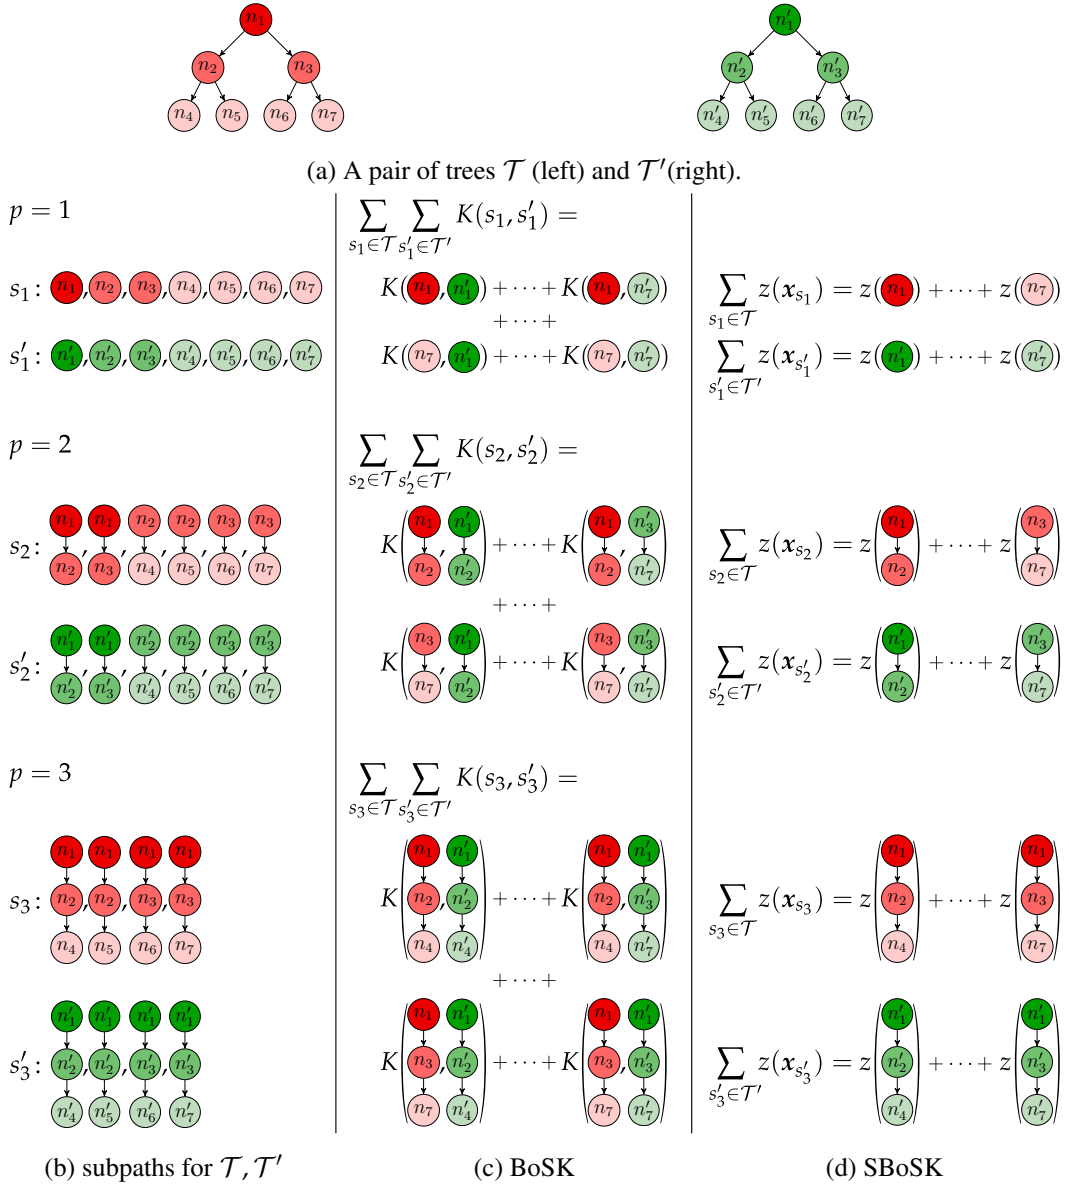 n₁ n′₁
n₂ n₃ n′₂ n′₃
n₄ n₅ n₆ n₇ n′₄ n′₅ n′₆ n′₇
(a) A pair of trees 𝒯 (left) and 𝒯′(right).
p = 1
s₁: n₁, n₂, n₃, n₄, n₅, n₆, n₇
s′₁: n′₁, n′₂, n′₃, n′₄, n′₅, n′₆, n′₇
p = 2
s₂: n₁→n₂, n₁→n₃, n₂→n₄, n₂→n₅, n₃→n₆, n₃→n₇
s′₂: n′₁→n′₂, n′₁→n′₃, n′₂→n′₄, n′₂→n′₅, n′₃→n′₆, n′₃→n′₇
p = 3
s₃: n₁→n₂→n₄, n₁→n₂→n₅, n₁→n₃→n₆, n₁→n₃→n₇
s′₃: n′₁→n′₂→n′₄, n′₁→n′₂→n′₅, n′₁→n′₃→n′₆, n′₁→n′₃→n′₇
(b) subpaths for 𝒯, 𝒯′
∑_{s₁∈𝒯} ∑_{s′₁∈𝒯′} K(s₁, s′₁) =
K(n₁, n′₁) + ··· + K(n₁, n′₇)
+ ··· +
K(n₇, n′₁) + ··· + K(n₇, n′₇)
∑_{s₂∈𝒯} ∑_{s′₂∈𝒯′} K(s₂, s′₂) =
K(n₁→n₂, n′₁→n′₂) + ··· + K(n₁→n₂, n′₃→n′₇)
+ ··· +
K(n₃→n₇, n′₁→n′₂) + ··· + K(n₃→n₇, n′₃→n′₇)
∑_{s₃∈𝒯} ∑_{s′₃∈𝒯′} K(s₃, s′₃) =
K(n₁→n₂→n₄, n′₁→n′₂→n′₄) + ··· + K(n₁→n₂→n₄, n′₁→n′₃→n′₇)
+ ··· +
K(n₁→n₃→n₇, n′₁→n′₂→n′₄) + ··· + K(n₁→n₃→n₇, n′₁→n′₃→n′₇)
(c) BoSK
∑_{s₁∈𝒯} z(𝒙_{s₁}) = z(n₁) + ··· + z(n₇)
∑_{s′₁∈𝒯′} z(𝒙_{s′₁}) = z(n′₁) + ··· + z(n′₇)
∑_{s₂∈𝒯} z(𝒙_{s₂}) = z(n₁→n₂) + ··· + z(n₃→n₇)
∑_{s′₂∈𝒯′} z(𝒙_{s′₂}) = z(n′₁→n′₂) + ··· + z(n′₃→n′₇)
∑_{s₃∈𝒯} z(𝒙_{s₃}) = z(n₁→n₂→n₄) + ··· + z(n₁→n₃→n₇)
∑_{s′₃∈𝒯′} z(𝒙_{s′₃}) = z(n′₁→n′₂→n′₄) + ··· + z(n′₁→n′₃→n′₇)
(d) SBoSK